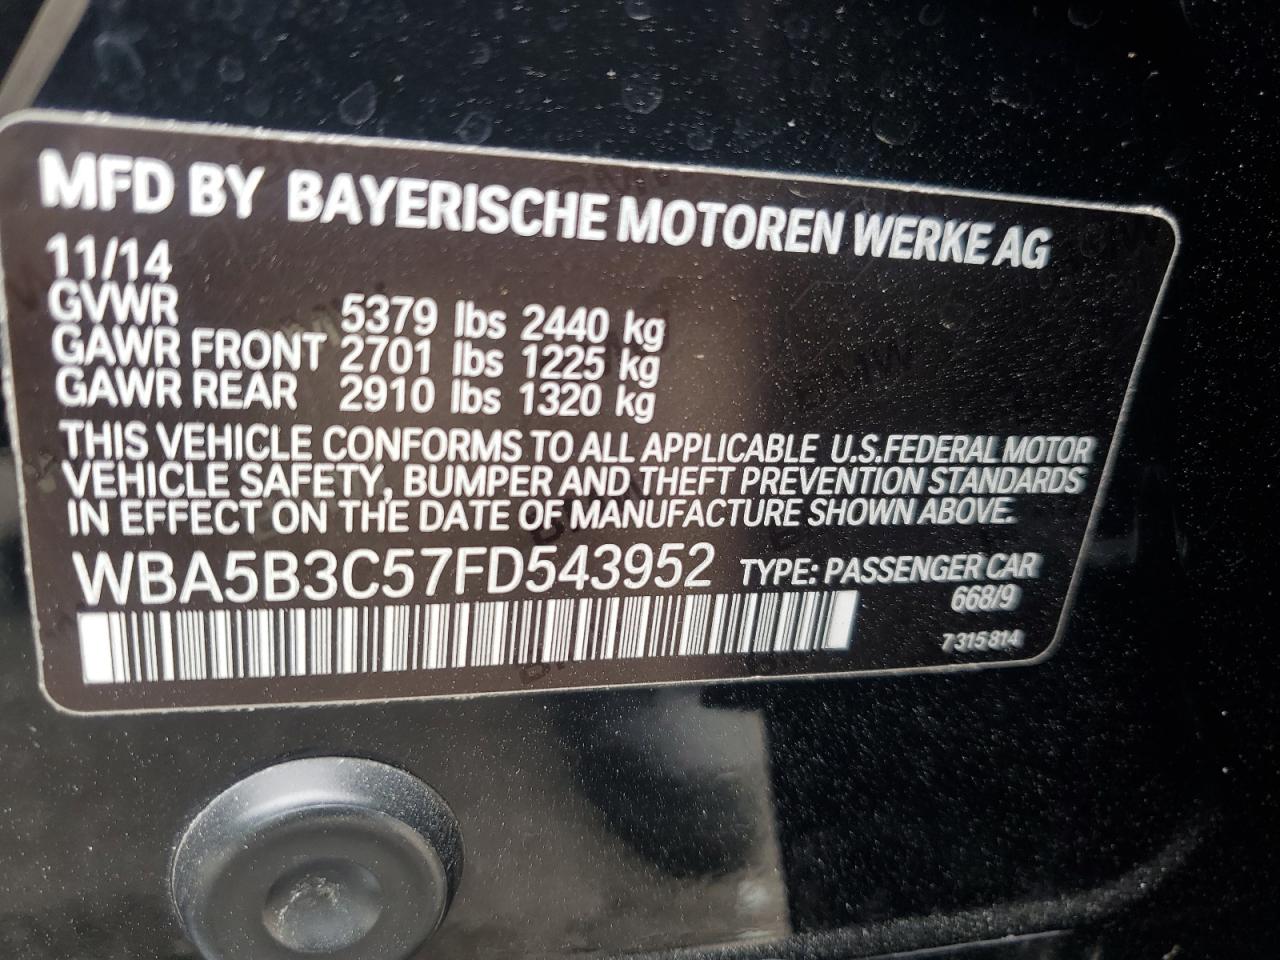 MFD BY BAYERISCHE MOTOREN WERKE AG
11/14
GVWR 5379 lbs 2440 kg
GAWR FRONT 2701 lbs 1225 kg
GAWR REAR 2910 lbs 1320 kg
THIS VEHICLE CONFORMS TO ALL APPLICABLE U.S.FEDERAL MOTOR
VEHICLE SAFETY, BUMPER AND THEFT PREVENTION STANDARDS
IN EFFECT ON THE DATE OF MANUFACTURE SHOWN ABOVE.
WBA5B3C57FD543952 TYPE: PASSENGER CAR
668/9
7 315 814